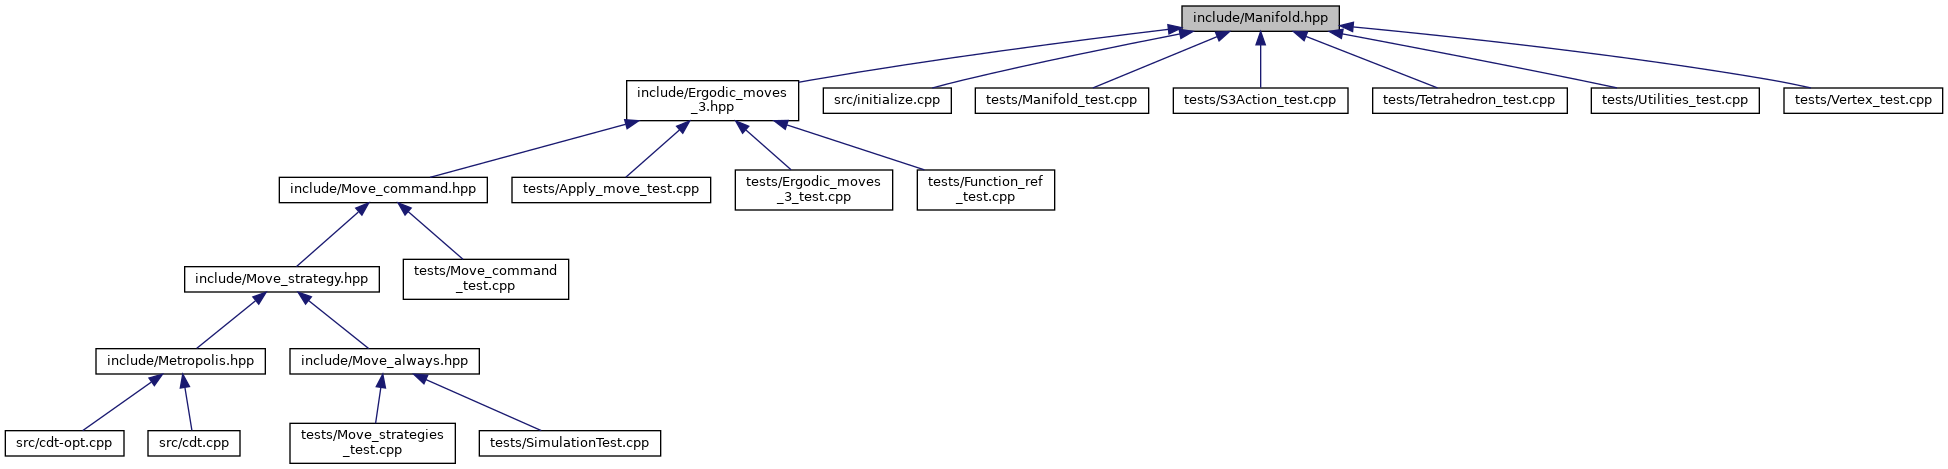 include/Manifold.hpp
include/Ergodic_moves
_3.hpp
src/initialize.cpp
tests/Manifold_test.cpp
tests/S3Action_test.cpp
tests/Tetrahedron_test.cpp
tests/Utilities_test.cpp
tests/Vertex_test.cpp
include/Move_command.hpp
tests/Apply_move_test.cpp
tests/Ergodic_moves
_3_test.cpp
tests/Function_ref
_test.cpp
include/Move_strategy.hpp
tests/Move_command
_test.cpp
include/Metropolis.hpp
include/Move_always.hpp
src/cdt-opt.cpp
src/cdt.cpp
tests/Move_strategies
_test.cpp
tests/SimulationTest.cpp